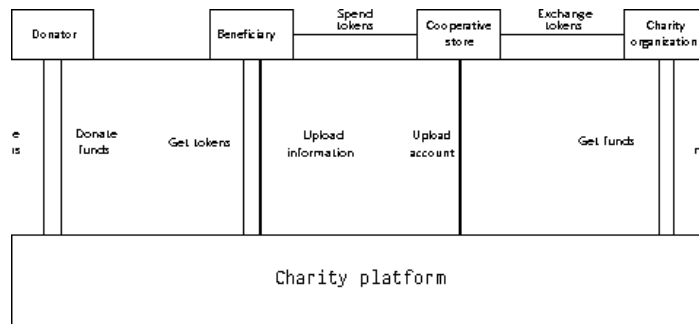 Spend
tokens
Exchange
tokens
Donator
Beneficiary
Cooperative
store
Charity
organization
Donate
funds
Get tokens
Upload
information
Upload
account
Get funds
Charity platform